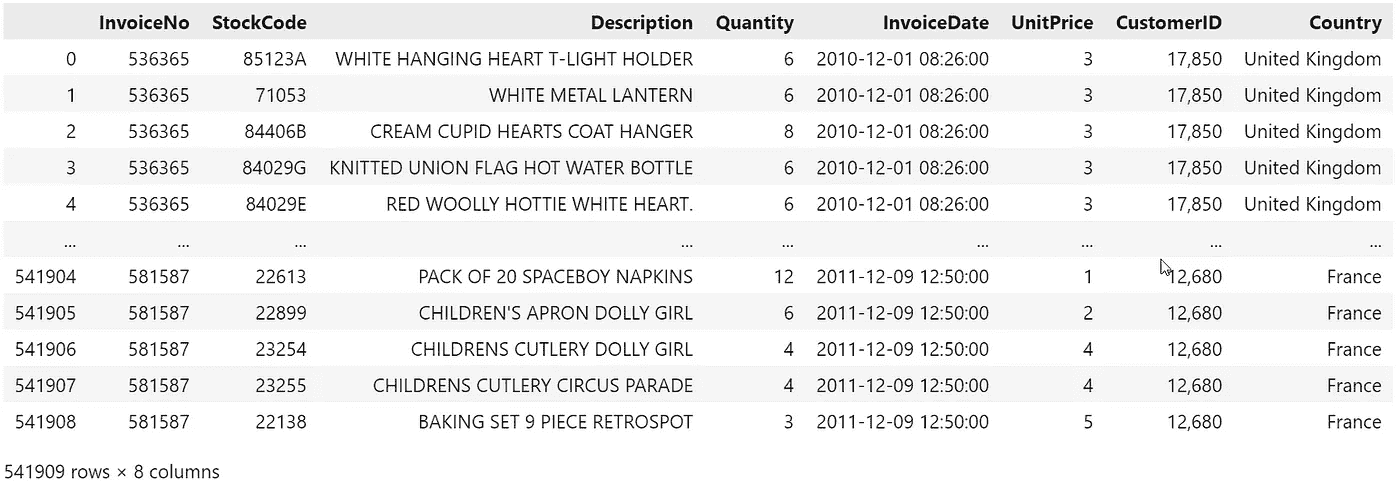 InvoiceNo StockCode Description Quantity InvoiceDate UnitPrice CustomerID Country
0 536365 85123A WHITE HANGING HEART T-LIGHT HOLDER 6 2010-12-01 08:26:00 3 17,850 United Kingdom
1 536365 71053 WHITE METAL LANTERN 6 2010-12-01 08:26:00 3 17,850 United Kingdom
2 536365 84406B CREAM CUPID HEARTS COAT HANGER 8 2010-12-01 08:26:00 3 17,850 United Kingdom
3 536365 84029G KNITTED UNION FLAG HOT WATER BOTTLE 6 2010-12-01 08:26:00 3 17,850 United Kingdom
4 536365 84029E RED WOOLLY HOTTIE WHITE HEART. 6 2010-12-01 08:26:00 3 17,850 United Kingdom
... ... ... ... ... ... ... ... ...
541904 581587 22613 PACK OF 20 SPACEBOY NAPKINS 12 2011-12-09 12:50:00 1 12,680 France
541905 581587 22899 CHILDREN'S APRON DOLLY GIRL 6 2011-12-09 12:50:00 2 12,680 France
541906 581587 23254 CHILDRENS CUTLERY DOLLY GIRL 4 2011-12-09 12:50:00 4 12,680 France
541907 581587 23255 CHILDRENS CUTLERY CIRCUS PARADE 4 2011-12-09 12:50:00 4 12,680 France
541908 581587 22138 BAKING SET 9 PIECE RETROSPOT 3 2011-12-09 12:50:00 5 12,680 France
541909 rows × 8 columns